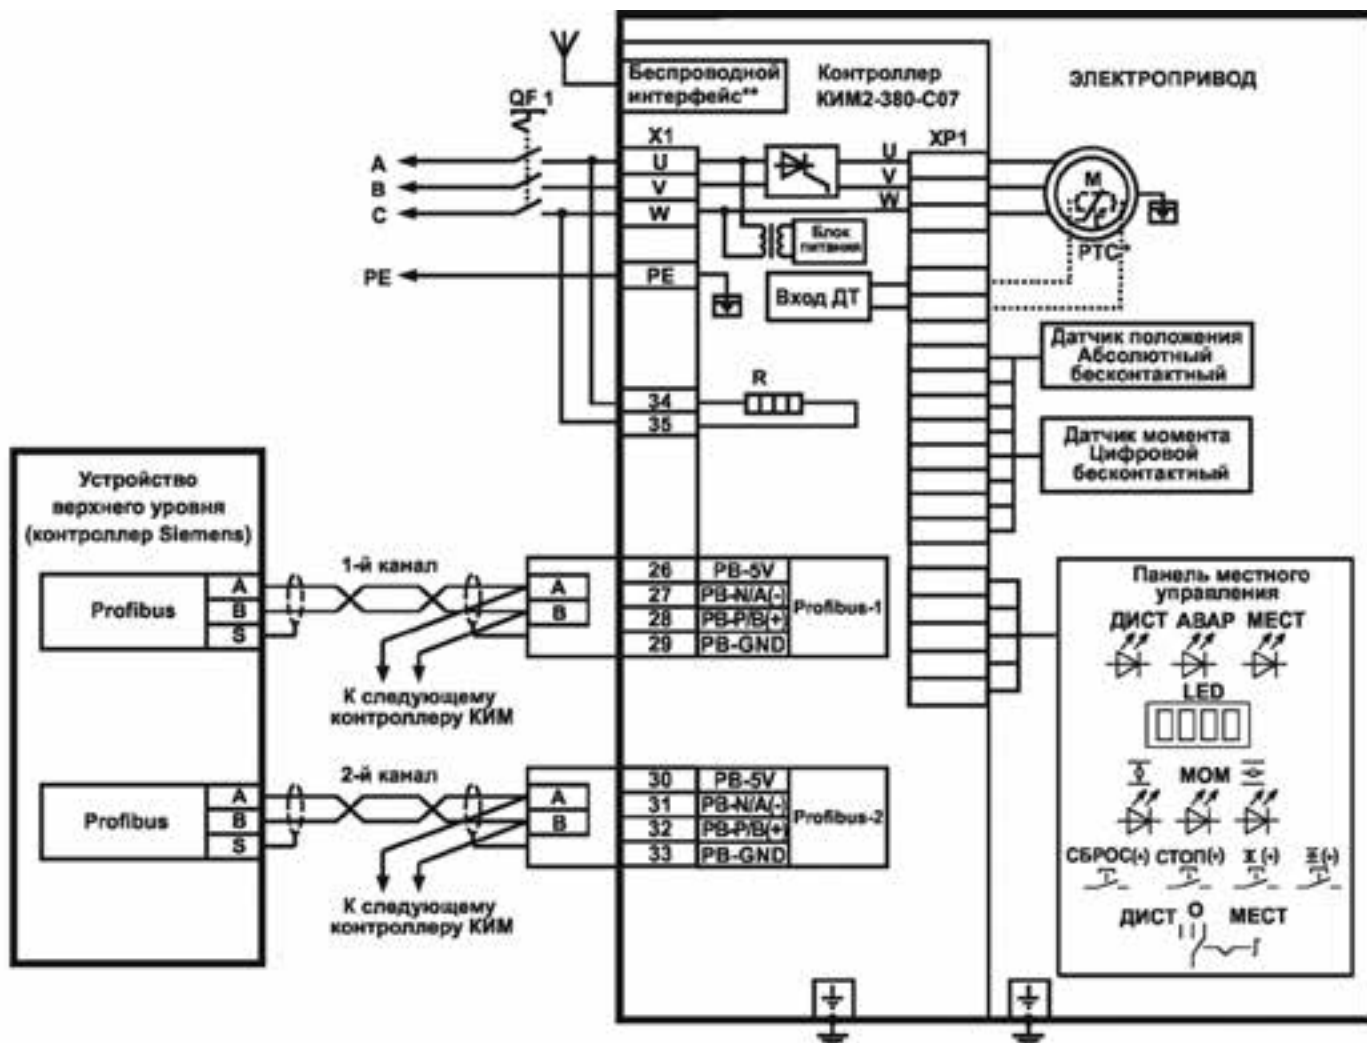 Беспроводной
интерфейс**
Контроллер
КИМ2-380-С07
ЭЛЕКТРОПРИВОД
QF 1
X1
XP1
A
U
U
B
V
V
C
W
W
M
Блок
питания
PTC*
PE
PE
Вход ДТ
Датчик положения
Абсолютный
бесконтактный
R
34
35
Датчик момента
Цифровой
бесконтактный
Устройство
верхнего уровня
(контроллер Siemens)
1-й канал
Profibus
A
B
S
A
B
26 PB-5V
27 PB-N/A(-)
28 PB-P/B(+)
29 PB-GND
Profibus-1
К следующему
контроллеру КИМ
Панель местного
управления
ДИСТ АВАР МЕСТ
LED
МОМ
СБРОС(•) СТОП(•) (•) (•)
ДИСТ О МЕСТ
2-й канал
Profibus
A
B
S
A
B
30 PB-5V
31 PB-N/A(-)
32 PB-P/B(+)
33 PB-GND
Profibus-2
К следующему
контроллеру КИМ